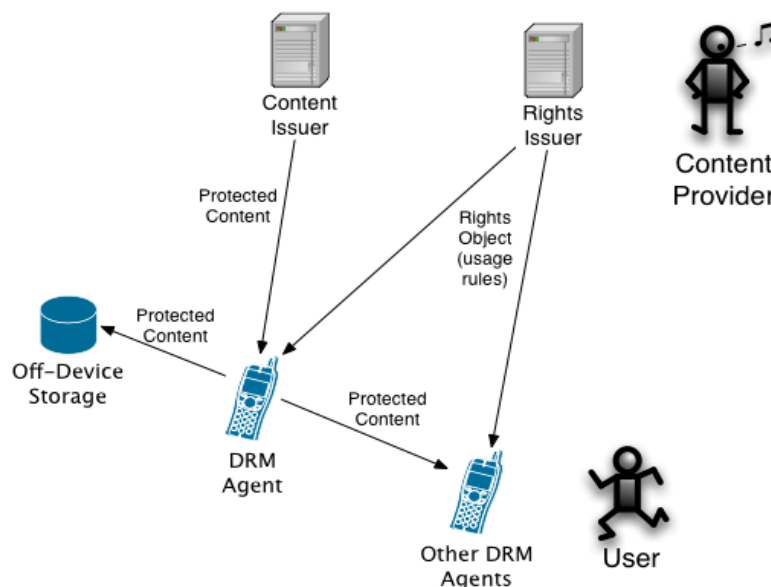 Content
Issuer
Rights
Issuer
Content
Provider
Protected
Content
Rights
Object
(usage
rules)
Protected
Content
Off-Device
Storage
Protected
Content
DRM
Agent
Other DRM
Agents
User